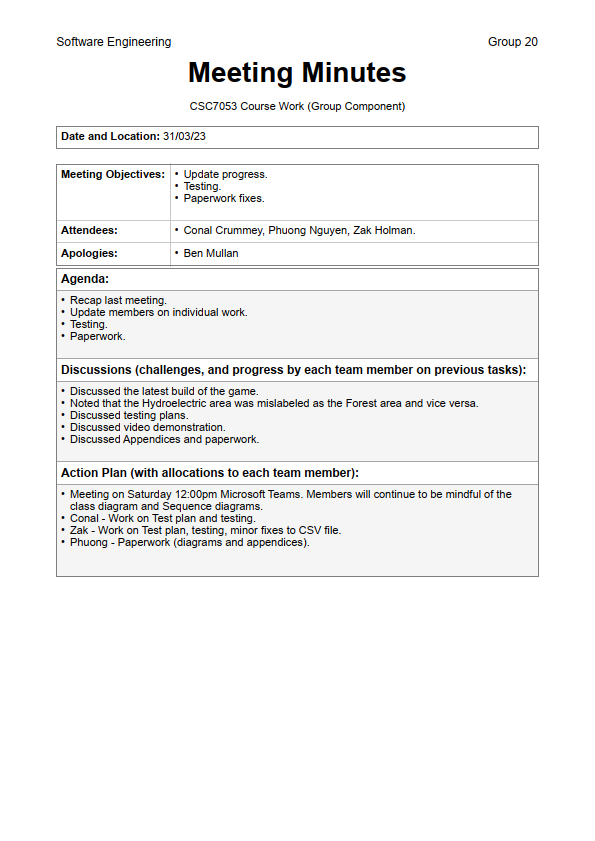 Software Engineering Group 20
Meeting Minutes
CSC7053 Course Work (Group Component)
Date and Location: 31/03/23
Meeting Objectives:
• Update progress.
• Testing.
• Paperwork fixes.
Attendees:
• Conal Crummey, Phuong Nguyen, Zak Holman.
Apologies:
• Ben Mullan
Agenda:
• Recap last meeting.
• Update members on individual work.
• Testing.
• Paperwork.
Discussions (challenges, and progress by each team member on previous tasks):
• Discussed the latest build of the game.
• Noted that the Hydroelectric area was mislabeled as the Forest area and vice versa.
• Discussed testing plans.
• Discussed video demonstration.
• Discussed Appendices and paperwork.
Action Plan (with allocations to each team member):
• Meeting on Saturday 12:00pm Microsoft Teams. Members will continue to be mindful of the
class diagram and Sequence diagrams.
• Conal - Work on Test plan and testing.
• Zak - Work on Test plan, testing, minor fixes to CSV file.
• Phuong - Paperwork (diagrams and appendices).